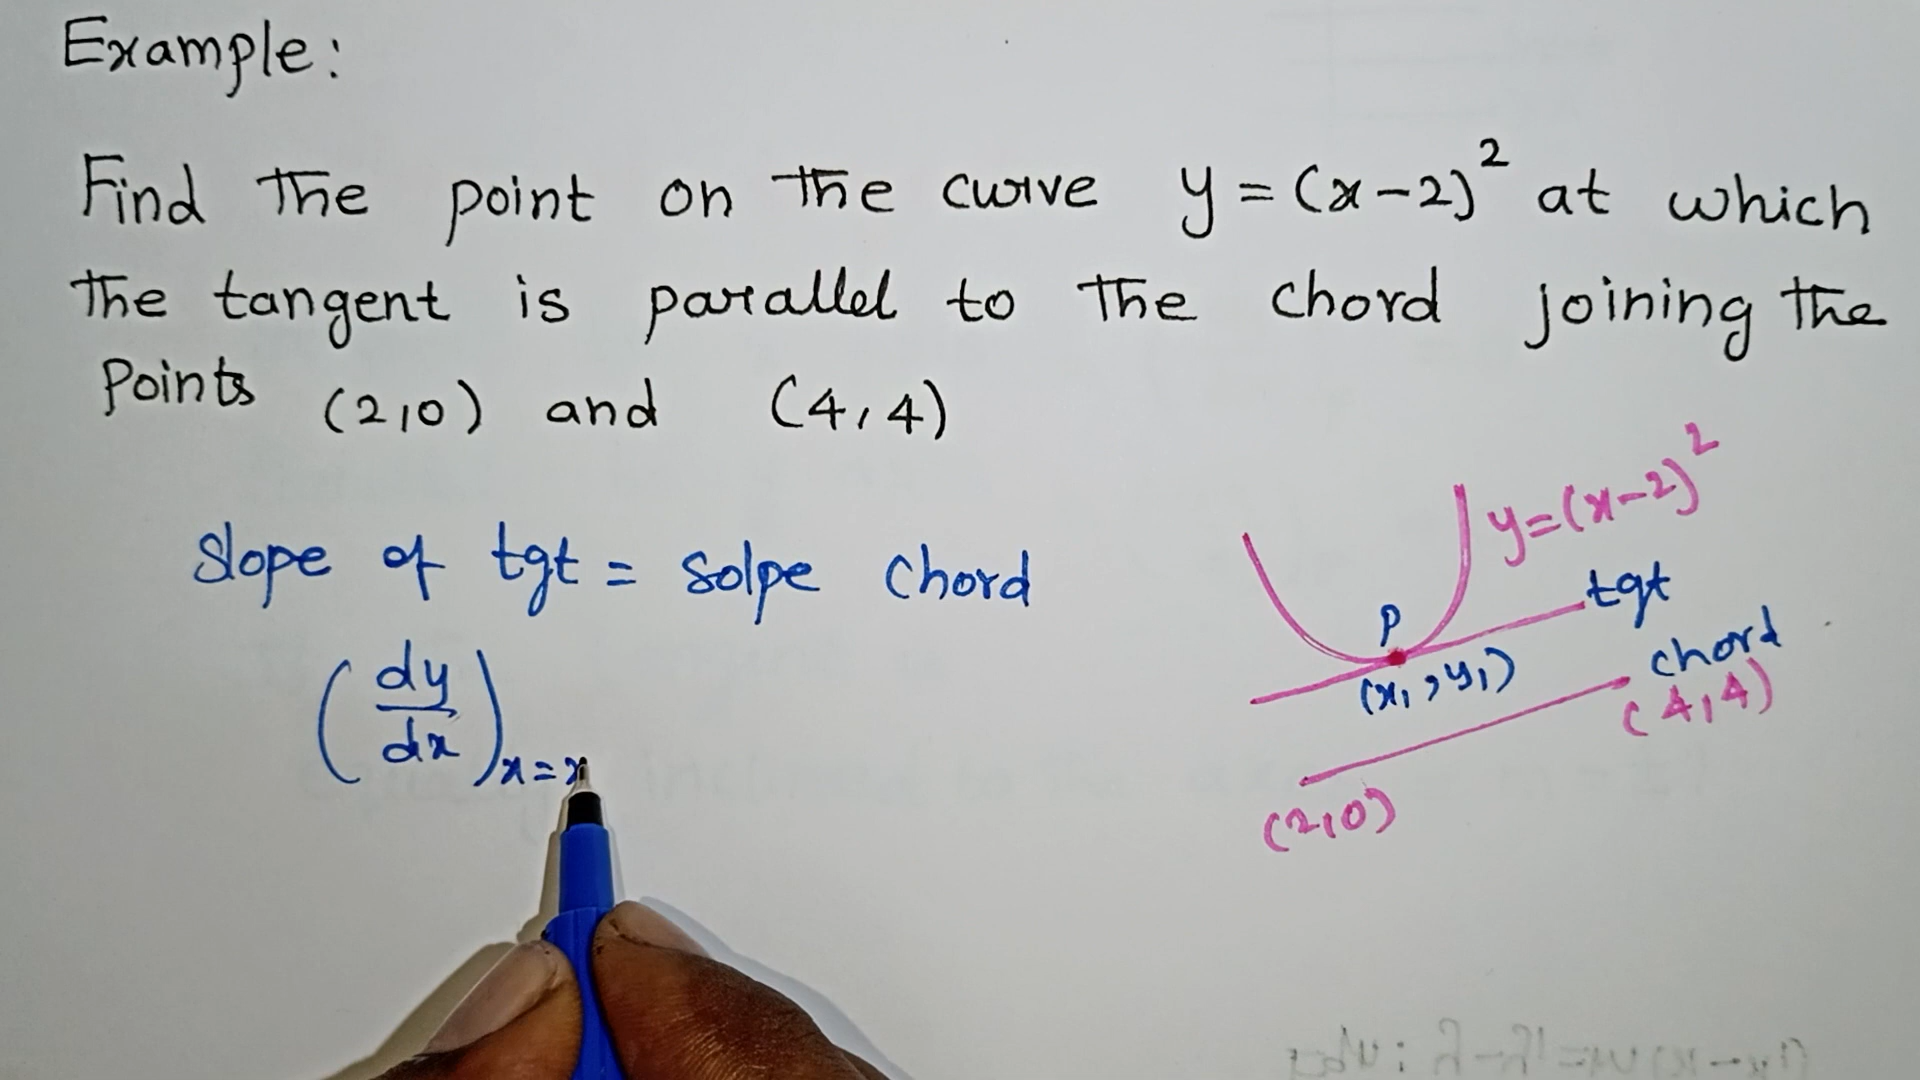 Example:
Find the point on the curve y = (x-2)² at which
the tangent is parallel to the chord joining the
Points (2,0) and (4,4)
Slope of tgt = Solpe chord
(dy/dx)x=x
y=(x-2)²
tgt
P
(x₁,y₁)
chord
(4,4)
(2,0)